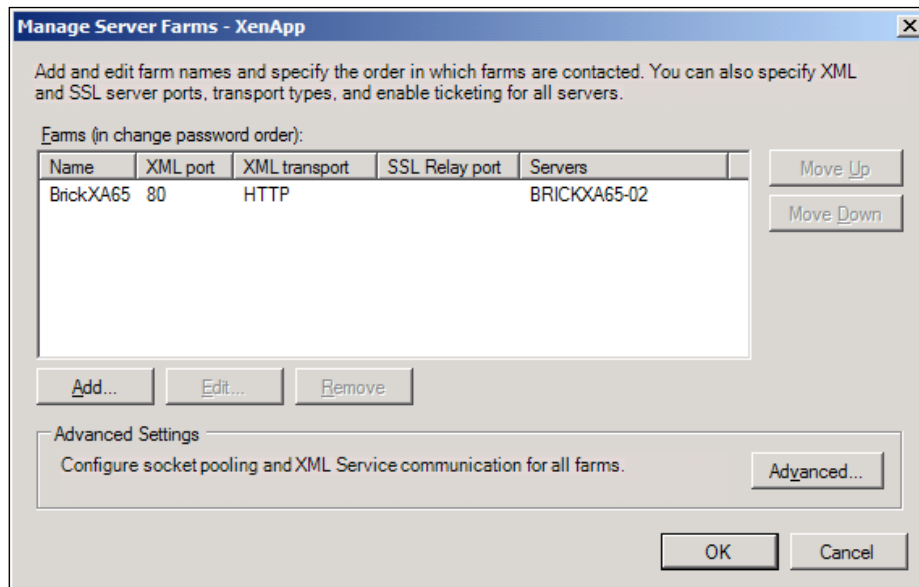 Manage Server Farms - XenApp
Add and edit farm names and specify the order in which farms are contacted. You can also specify XML
and SSL server ports, transport types, and enable ticketing for all servers.
Farms (in change password order):
Name XML port XML transport SSL Relay port Servers
BrickXA65 80 HTTP BRICKXA65-02
Move Up
Move Down
Add... Edit... Remove
Advanced Settings
Configure socket pooling and XML Service communication for all farms.
Advanced...
OK Cancel